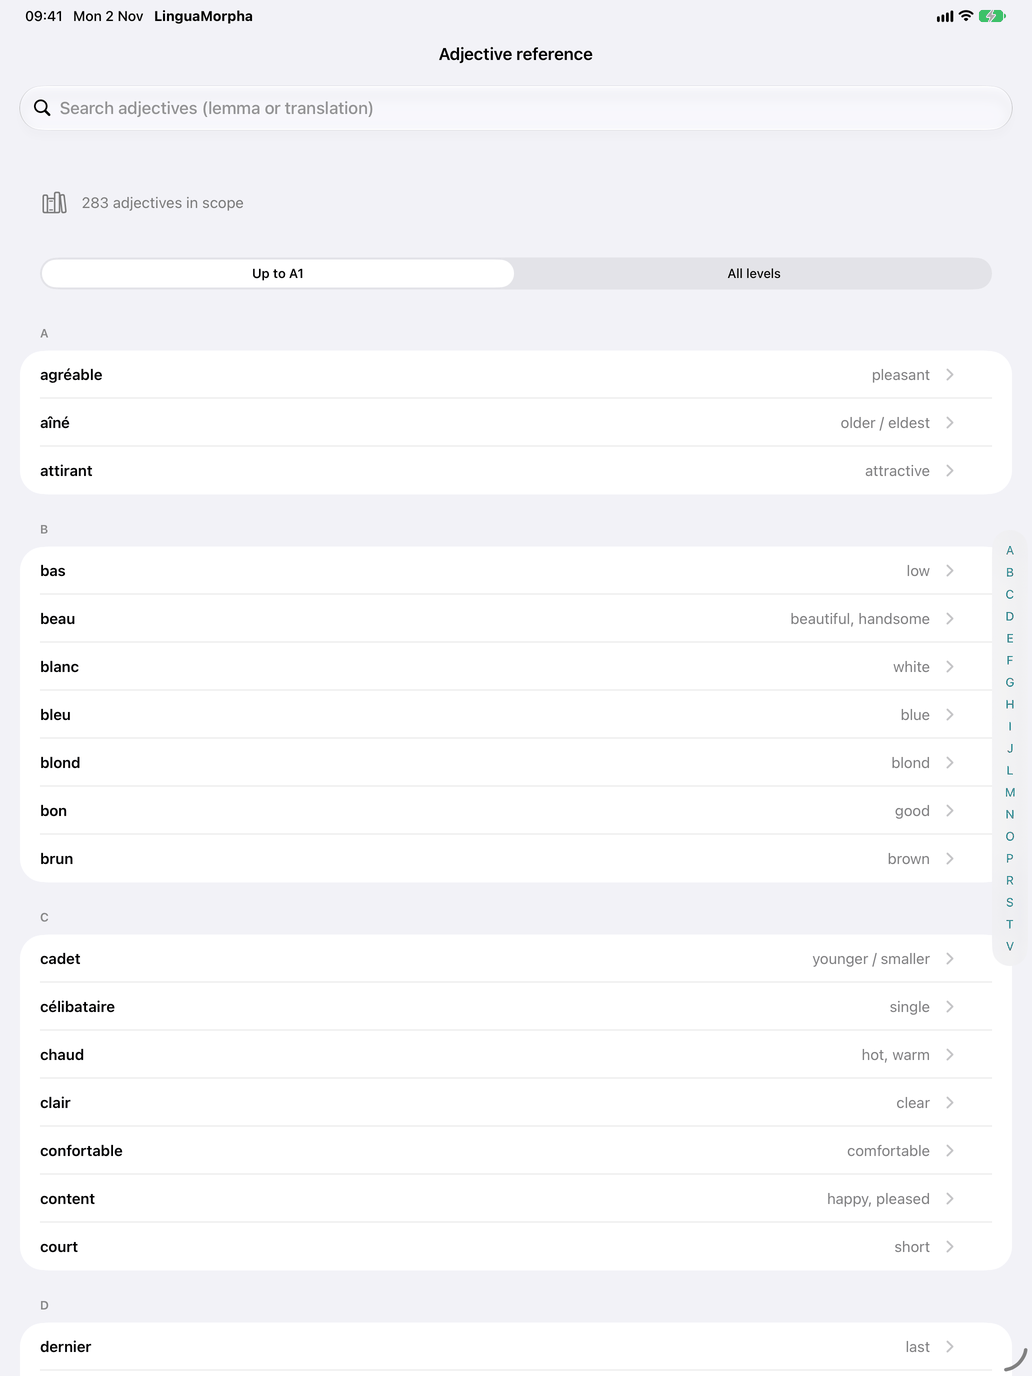 09:41 Mon 2 Nov LinguaMorpha
Adjective reference
Search adjectives (lemma or translation)
283 adjectives in scope
Up to A1 All levels
A
agréable pleasant
aîné older / eldest
attirant attractive
B
bas low
beau beautiful, handsome
blanc white
bleu blue
blond blond
bon good
brun brown
C
cadet younger / smaller
célibataire single
chaud hot, warm
clair clear
confortable comfortable
content happy, pleased
court short
D
dernier last
A
B
C
D
E
F
G
H
I
J
L
M
N
O
P
R
S
T
V